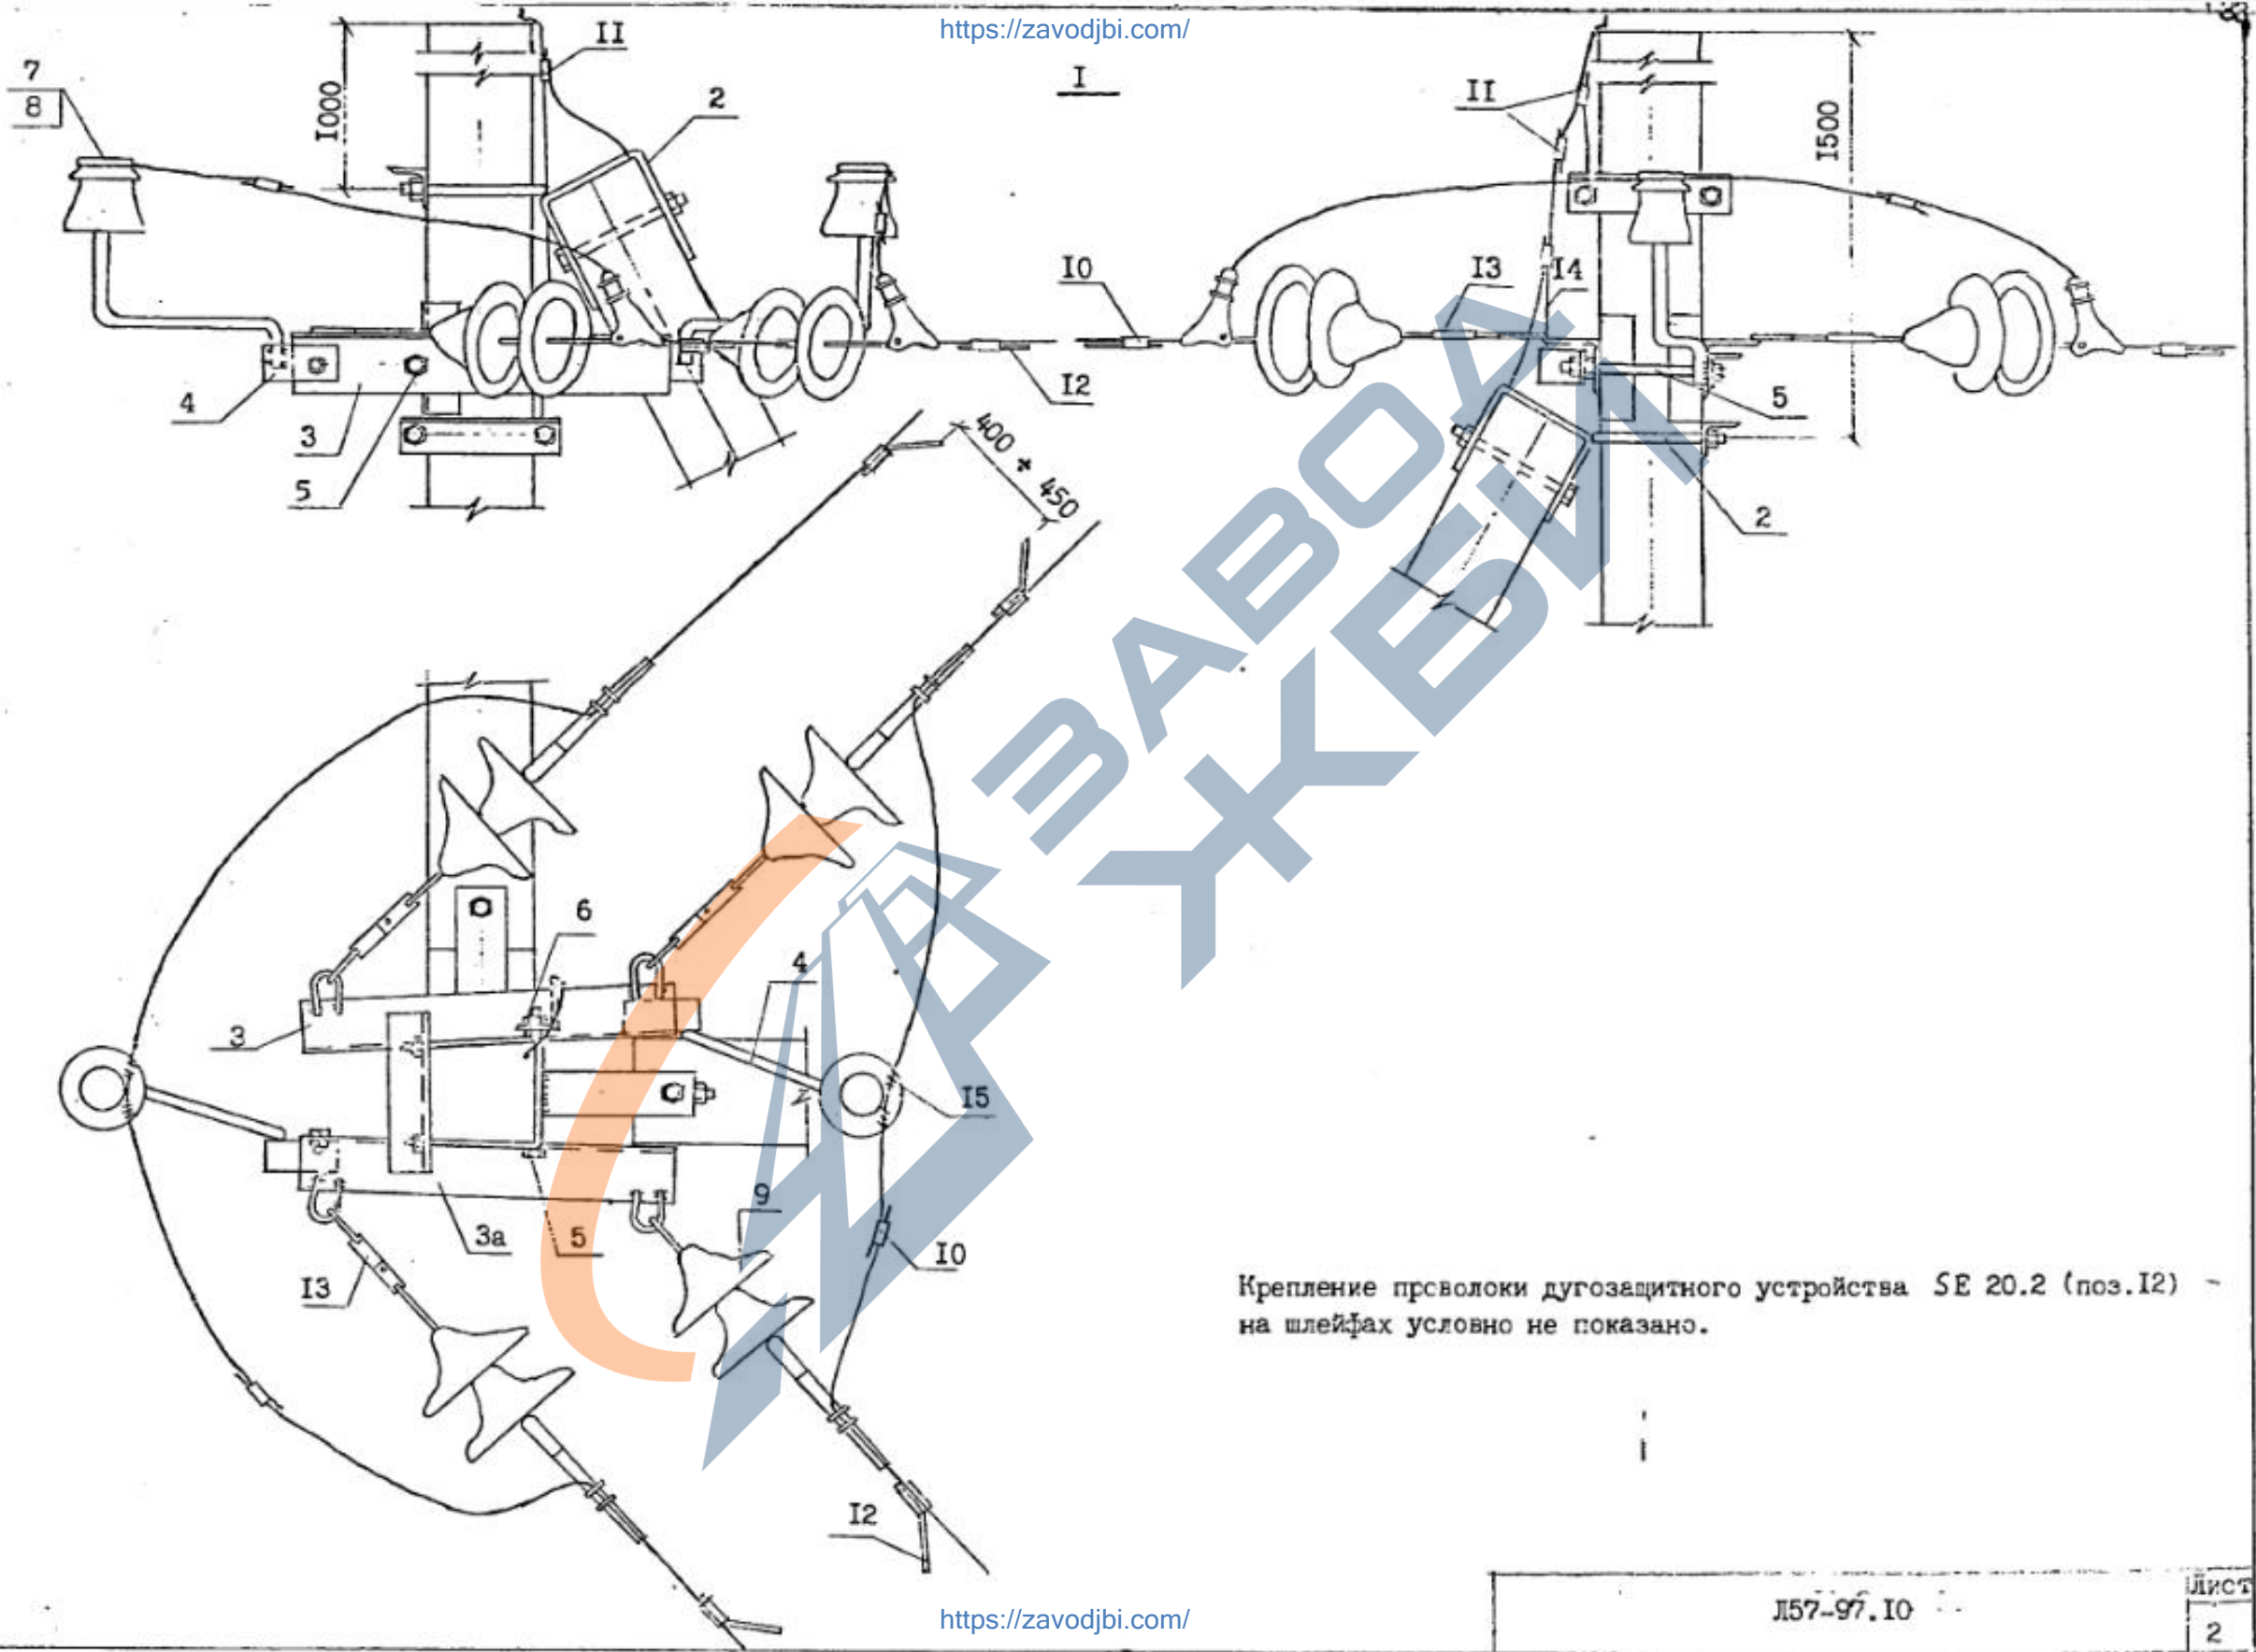 https://zavodjbi.com/
I
7
8
1000
II
2
4
3
5
10
12
II
1500
13
14
5
2
400 × 450
6
4
3
15
3а
5
9
10
13
12
ЗАВОД
ЖБИ
Крепление проволоки дугозащитного устройства SE 20.2 (поз.I2)
на шлейфах условно не показано.
Л57-97.I0
Лист
2
https://zavodjbi.com/